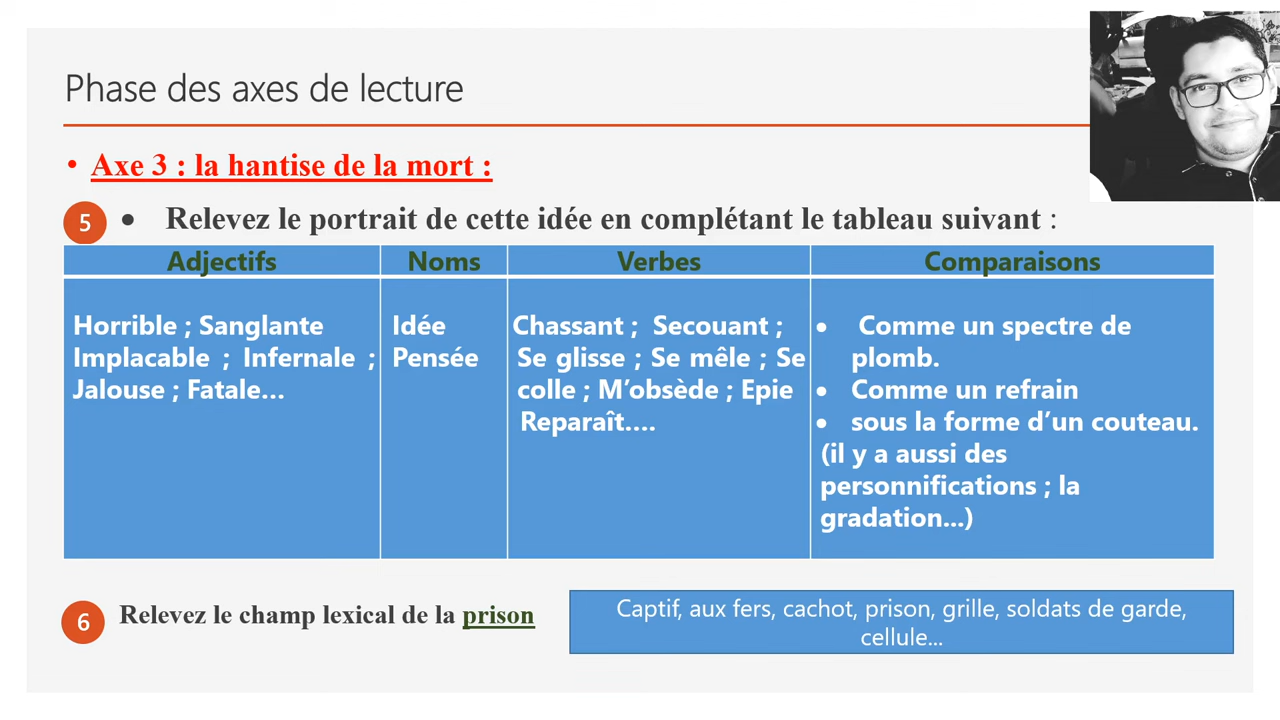 Phase des axes de lecture
• Axe 3 : la hantise de la mort :
5 • Relevez le portrait de cette idée en complétant le tableau suivant :
Adjectifs Noms Verbes Comparaisons
Horrible ; Sanglante
Implacable ; Infernale ;
Jalouse ; Fatale…
Idée
Pensée
Chassant ; Secouant ;
Se glisse ; Se mêle ; Se
colle ; M’obsède ; Epie
Reparaît….
• Comme un spectre de
plomb.
• Comme un refrain
• sous la forme d’un couteau.
(il y a aussi des
personnifications ; la
gradation...)
6 Relevez le champ lexical de la prison
Captif, aux fers, cachot, prison, grille, soldats de garde,
cellule...